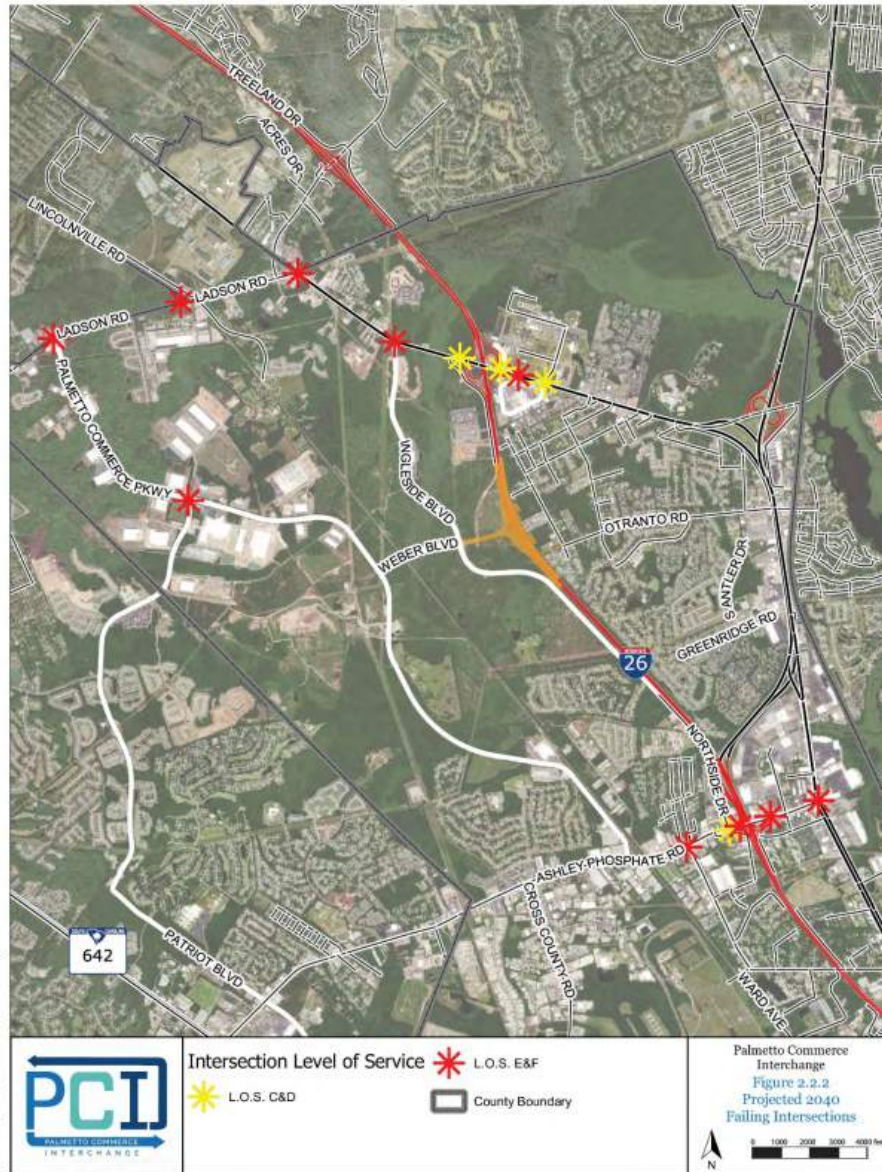 TREELAND DR
ACRES DR
LINCOLNVILLE RD
LADSON RD
LADSON RD
PALMETTO COMMERCE PKWY
INGLESIDE BLVD
WEBER BLVD
OTRANTO RD
S ANTLER DR
GREENRIDGE RD
26
NORTHSIDE DR
ASHLEY PHOSPHATE RD
CROSS COUNTY RD
WARD AVE
PATRIOT BLVD
642
PCI
PALMETTO COMMERCE
INTERCHANGE
Intersection Level of Service
L.O.S. E&F
L.O.S. C&D
County Boundary
Palmetto Commerce
Interchange
Figure 2.2.2
Projected 2040
Failing Intersections
N
0 1000 2000 3000 4000 feet